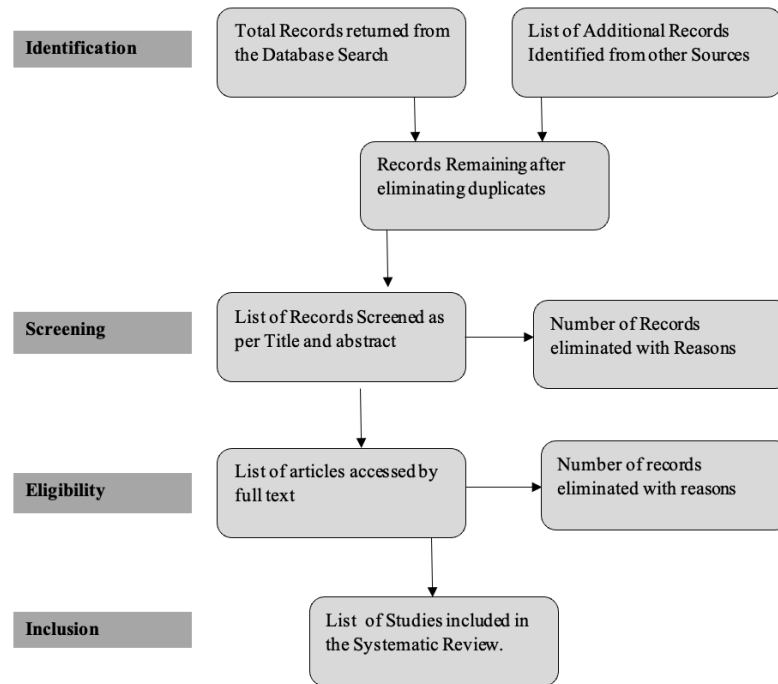 Identification
Total Records returned from
the Database Search
List of Additional Records
Identified from other Sources
Records Remaining after
eliminating duplicates
Screening
List of Records Screened as
per Title and abstract
Number of Records
eliminated with Reasons
Eligibility
List of articles accessed by
full text
Number of records
eliminated with reasons
Inclusion
List of Studies included in
the Systematic Review.